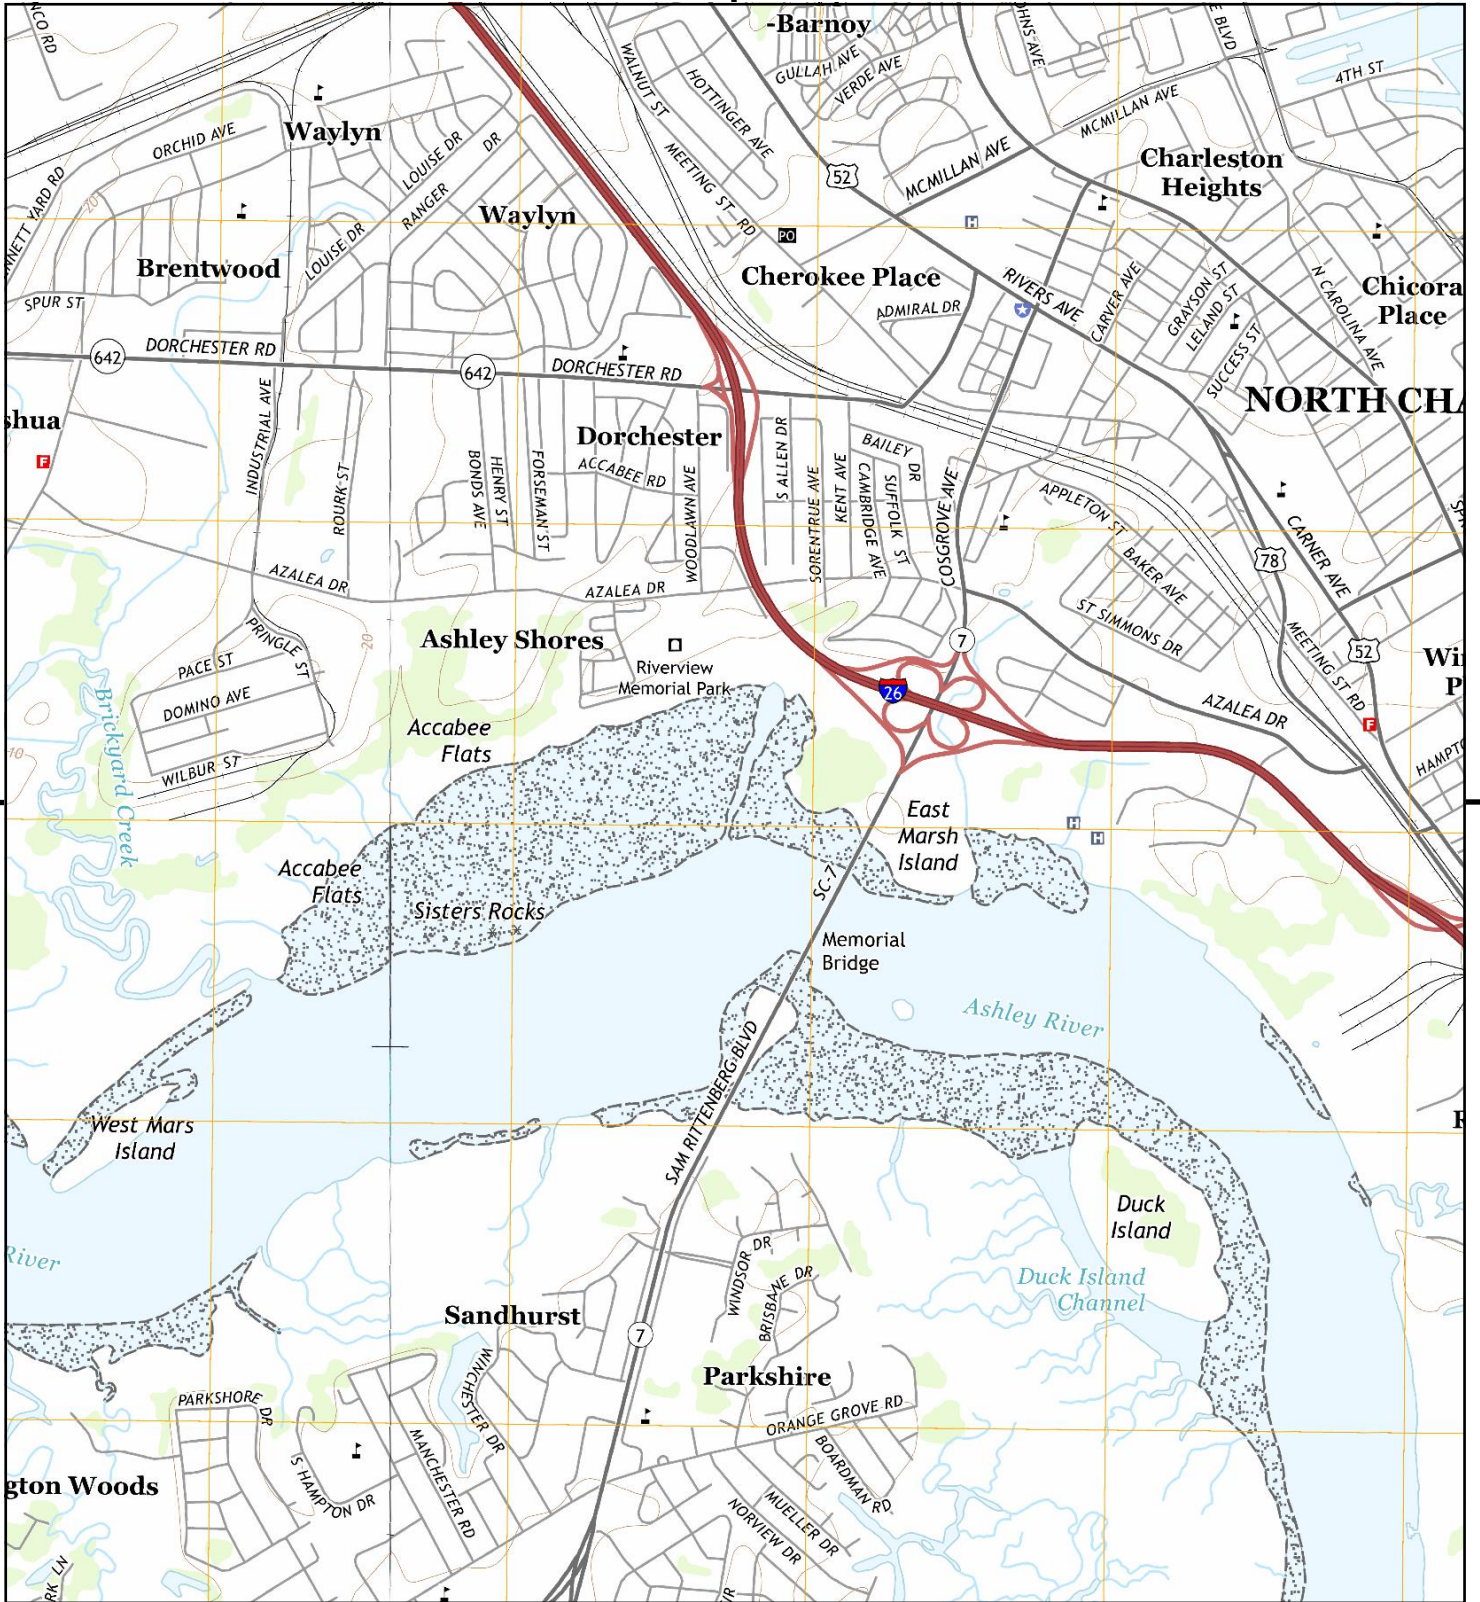 -Barnoy
GULLAH AVE
VERDE AVE
WALNUT ST
HOTTINGER AVE
4TH ST
MCMILLAN AVE
MCMILLAN AVE
Waylyn
ORCHID AVE
LOUISE DR
DR
RANGER
Charleston
Heights
52
MEETING ST RD
YARD RD
20
Waylyn
H
PO
Brentwood
LOUISE DR
Cherokee Place
SPUR ST
ADMIRAL DR
RIVERS AVE
CARVER AVE
GRAYSON ST
LELAND ST
SUCCESS ST
N CAROLINA AVE
Chicora
Place
642
DORCHESTER RD
642
DORCHESTER RD
NORTH CHA
shua
F
INDUSTRIAL AVE
ROURK ST
BONDS AVE
HENRY ST
FORSEMAN ST
Dorchester
ACCABEE RD
WOODLAWN AVE
S ALLEN DR
SORENTRUE AVE
KENT AVE
BAILEY DR
CAMBRIDGE AVE
SUFFOLK ST
COSGROVE AVE
APPLETON ST
BAKER AVE
ST SIMMONS DR
78
CARNER AVE
AZALEA DR
AZALEA DR
PRINGLE ST
20
Ashley Shores
Riverview
Memorial Park
7
MEETING ST RD
52
PACE ST
DOMINO AVE
WILBUR ST
26
AZALEA DR
F
10
Brickyard Creek
Accabee
Flats
East
Marsh
Island
H
H
Accabee
Flats
Sisters Rocks
SC-7
Memorial
Bridge
Ashley River
SAM RITTENBERG BLVD
West Mars
Island
Duck
Island
River
WINDSOR DR
BRISBANE DR
Duck Island
Channel
Sandhurst
7
WINCHESTER DR
Parkshire
PARKSHORE DR
ORANGE GROVE RD
MANCHESTER RD
S HAMPTON DR
BOARDMAN RD
gton Woods
MUELLER DR
NORVIEW DR
RK LN